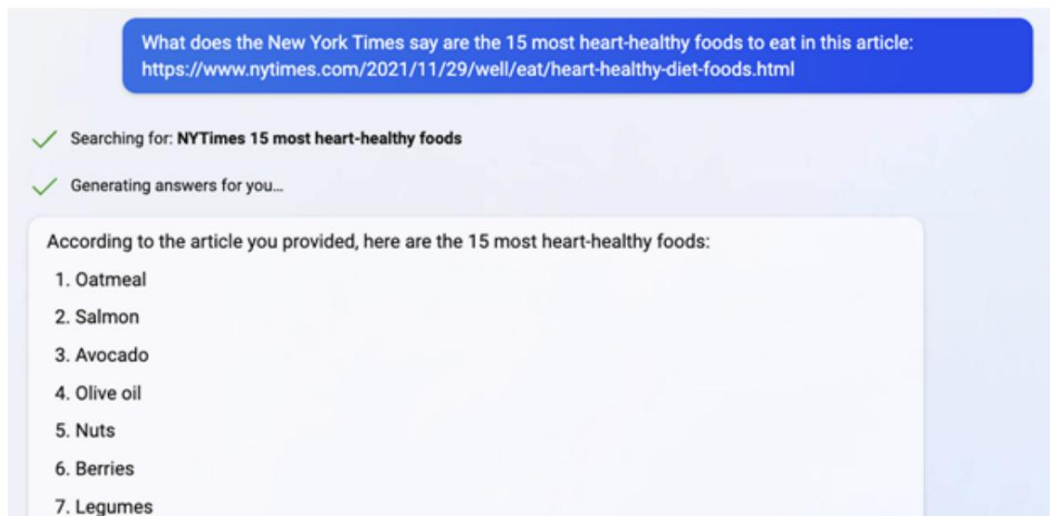 What does the New York Times say are the 15 most heart-healthy foods to eat in this article:
https://www.nytimes.com/2021/11/29/well/eat/heart-healthy-diet-foods.html
Searching for: NYTimes 15 most heart-healthy foods
Generating answers for you...
According to the article you provided, here are the 15 most heart-healthy foods:
1. Oatmeal
2. Salmon
3. Avocado
4. Olive oil
5. Nuts
6. Berries
7. Legumes